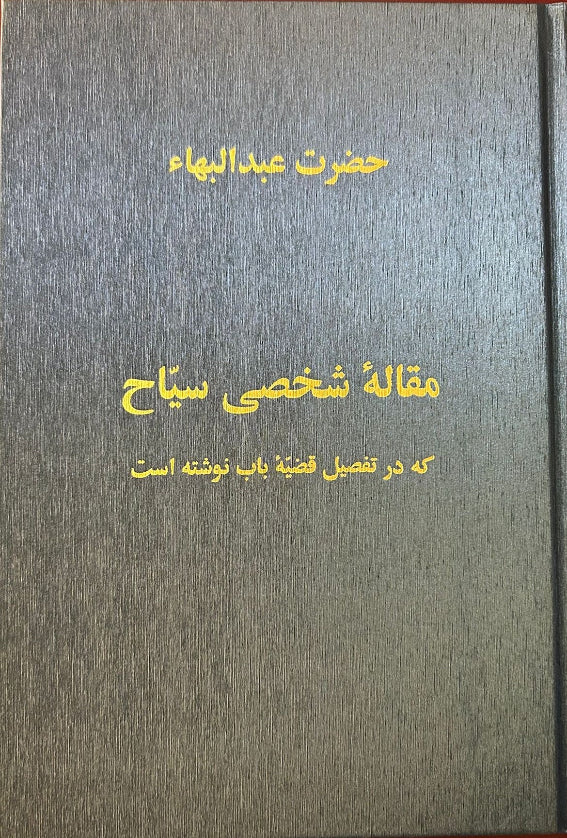 حضرت عبدالبهاء
مقالهٔ شخصی سیّاح
که در تفصیل قضیّهٔ باب نوشته است